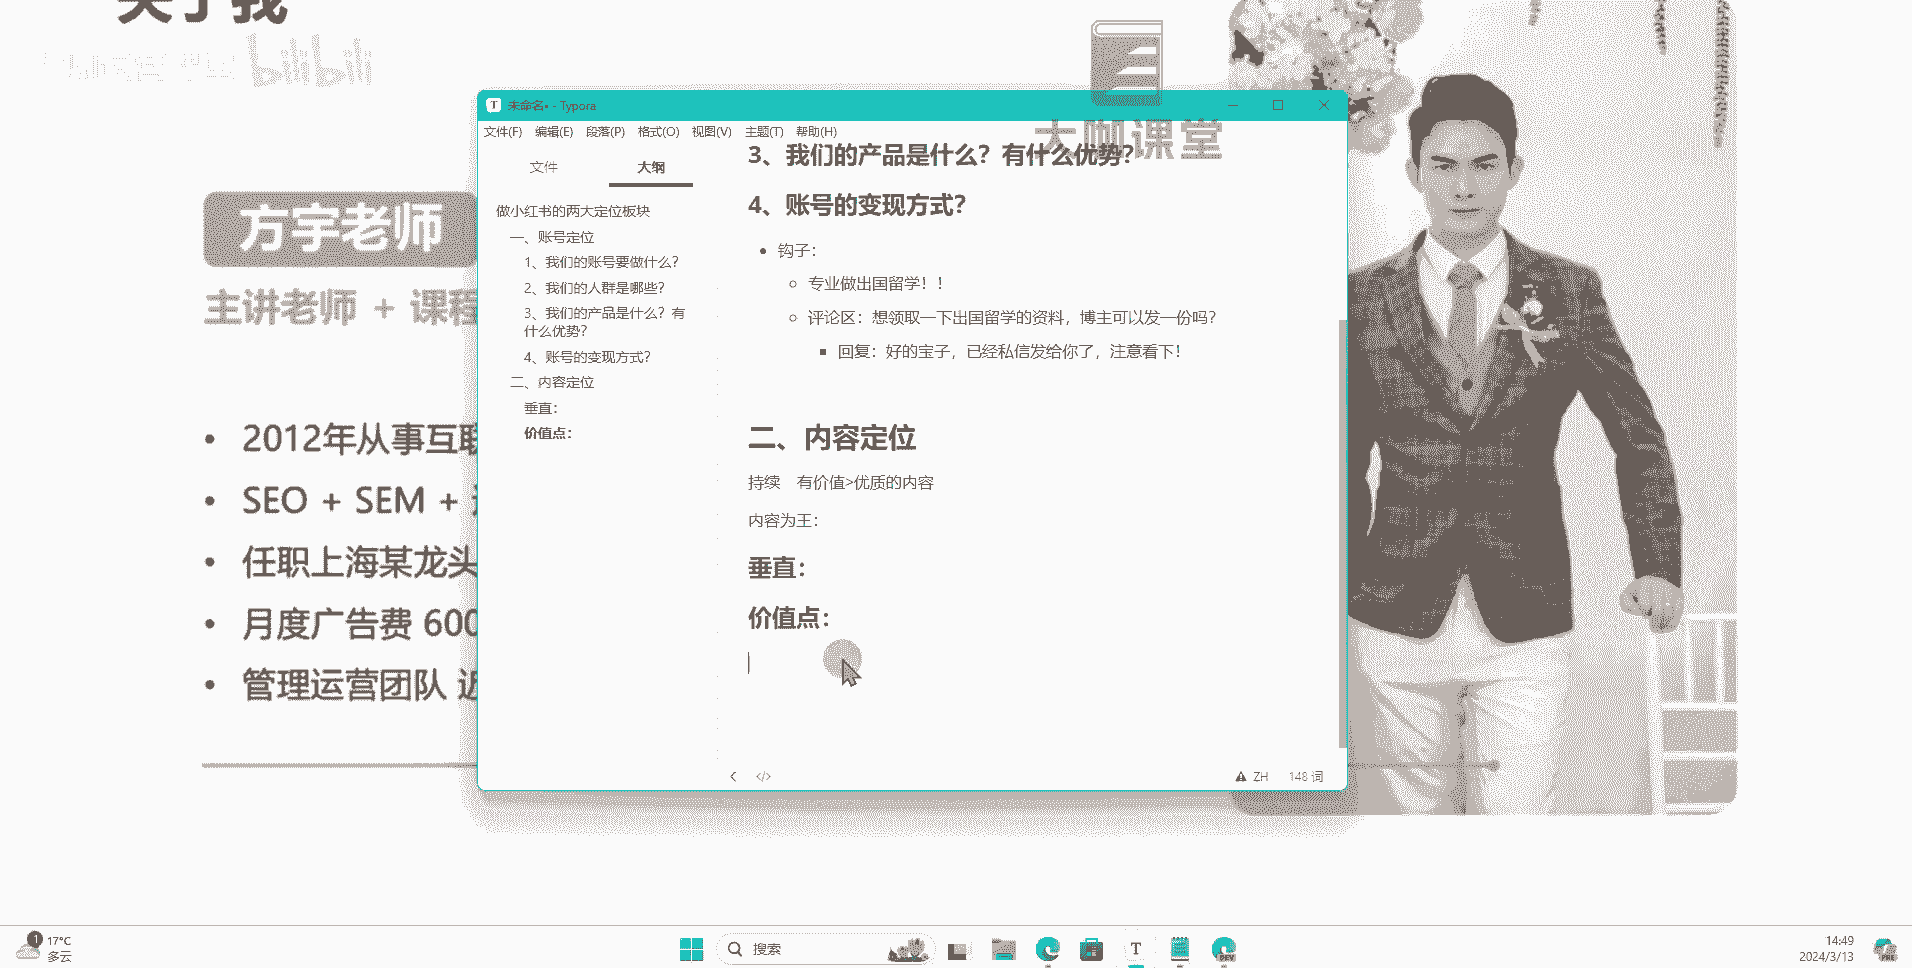 关于我
bilibili
大咖课堂
方宇老师
主讲老师 + 课程
• 2012年从事互联
• SEO + SEM +
• 任职上海某龙头
• 月度广告费 600
• 管理运营团队 近
未命名• - Typora
文件(F) 编辑(E) 段落(P) 格式(O) 视图(V) 主题(T) 帮助(H)
文件 大纲
做小红书的两大定位板块
一、账号定位
1、我们的账号要做什么？
2、我们的人群是哪些？
3、我们的产品是什么？有
什么优势？
4、账号的变现方式？
二、内容定位
垂直：
价值点：
3、我们的产品是什么？有什么优势？
4、账号的变现方式？
• 钩子：
专业做出国留学！！
评论区：想领取一下出国留学的资料，博主可以发一份吗？
回复：好的宝子，已经私信发给你了，注意看下！
二、内容定位
持续 有价值>优质的内容
内容为王：
垂直：
价值点：
ZH 148 词
1
17°C
多云
搜索
T
DEV
14:49
2024/3/13
PRE